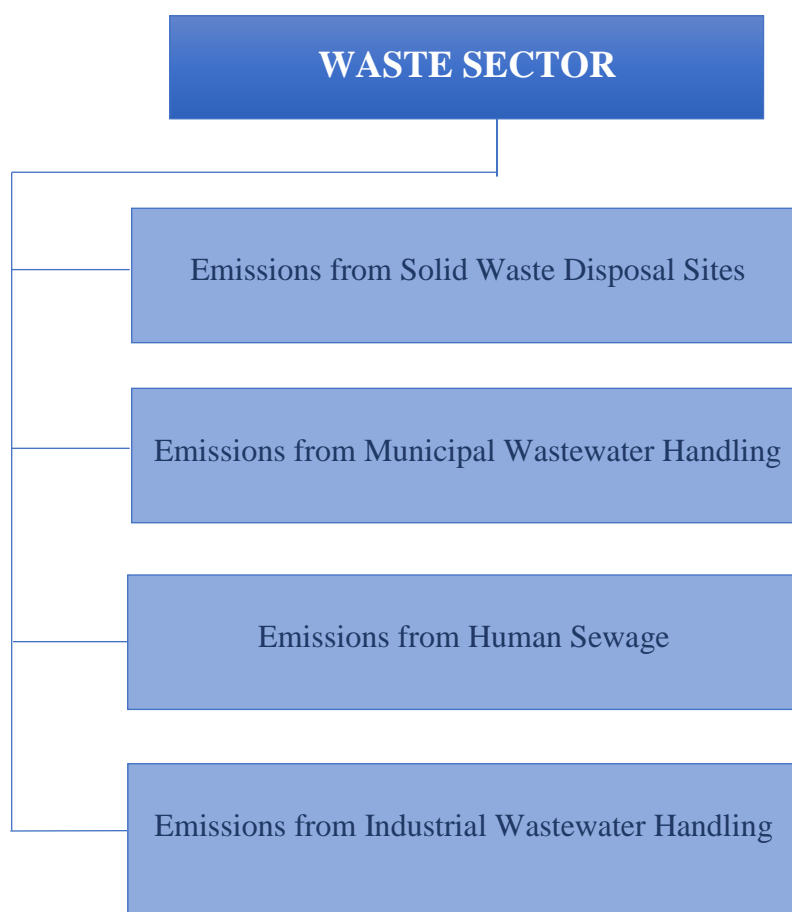 WASTE SECTOR
Emissions from Solid Waste Disposal Sites
Emissions from Municipal Wastewater Handling
Emissions from Human Sewage
Emissions from Industrial Wastewater Handling